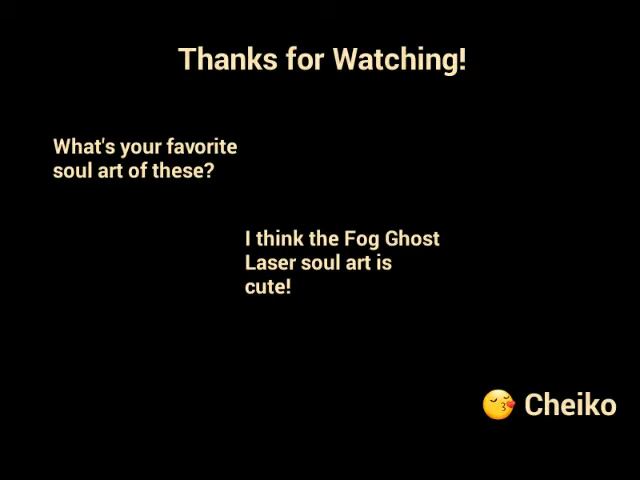 Thanks for Watching!
What's your favorite
soul art of these?
I think the Fog Ghost
Laser soul art is
cute!
😚 Cheiko